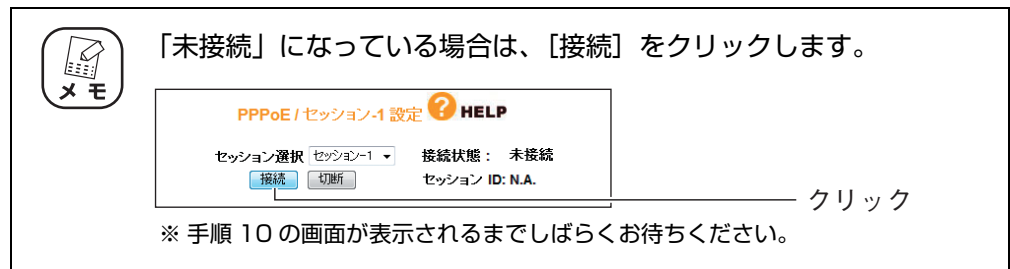 「未接続」になっている場合は、［接続］をクリックします。
メモ
PPPoE / セッション-1 設定 ? HELP
セッション選択 セッション-1 接続状態： 未接続
接続 切断 セッション ID: N.A.
クリック
※ 手順 10 の画面が表示されるまでしばらくお待ちください。